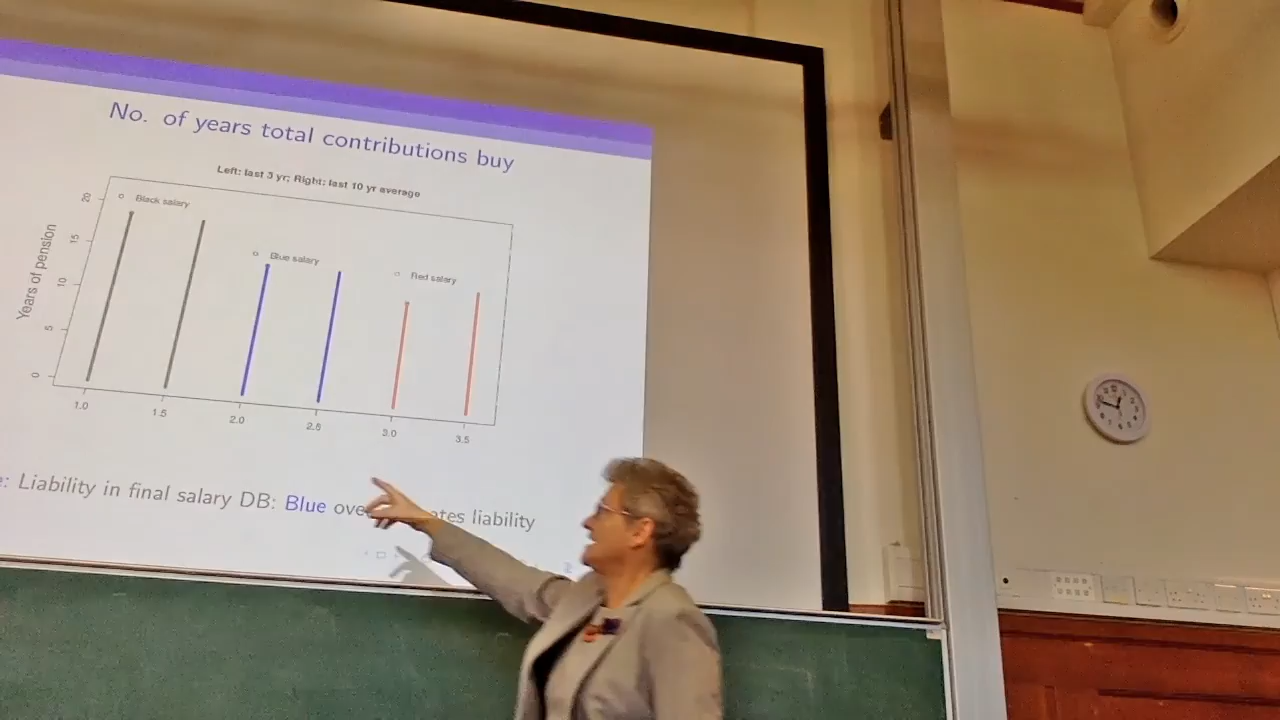 No. of years total contributions buy
Left: last 3 yr; Right: last 10 yr average
Years of pension
20
15
10
5
0
Black salary
Blue salary
Red salary
1.0
1.5
2.0
2.5
3.0
3.5
: Liability in final salary DB: Blue ove ates liability